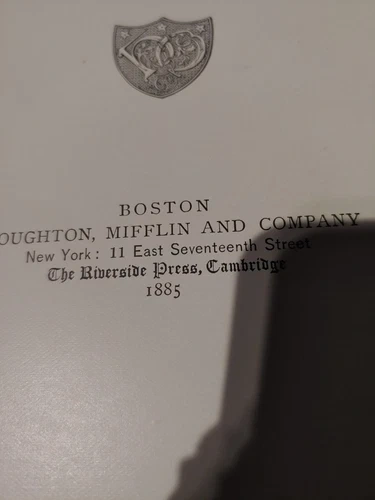 BOSTON
OUGHTON, MIFFLIN AND COMPANY
New York: 11 East Seventeenth Street
The Riverside Press, Cambridge
1885